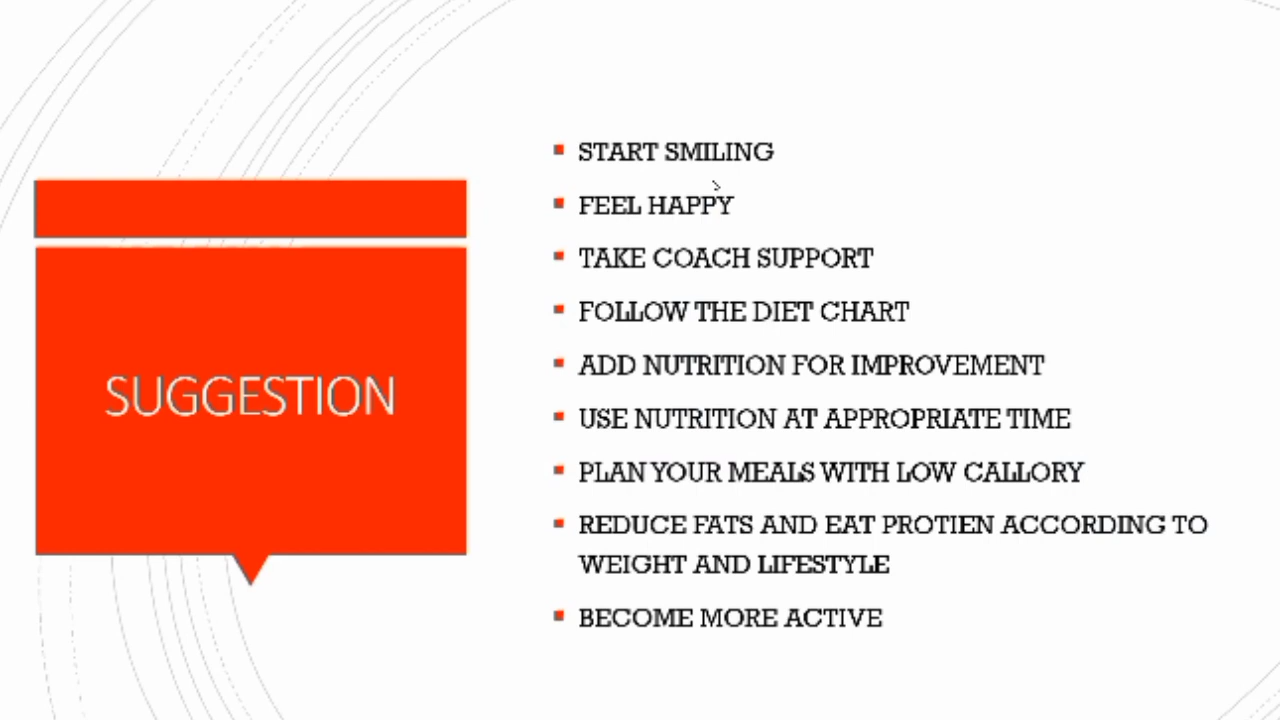 SUGGESTION
START SMILING
FEEL HAPPY
TAKE COACH SUPPORT
FOLLOW THE DIET CHART
ADD NUTRITION FOR IMPROVEMENT
USE NUTRITION AT APPROPRIATE TIME
PLAN YOUR MEALS WITH LOW CALLORY
REDUCE FATS AND EAT PROTIEN ACCORDING TO
WEIGHT AND LIFESTYLE
BECOME MORE ACTIVE